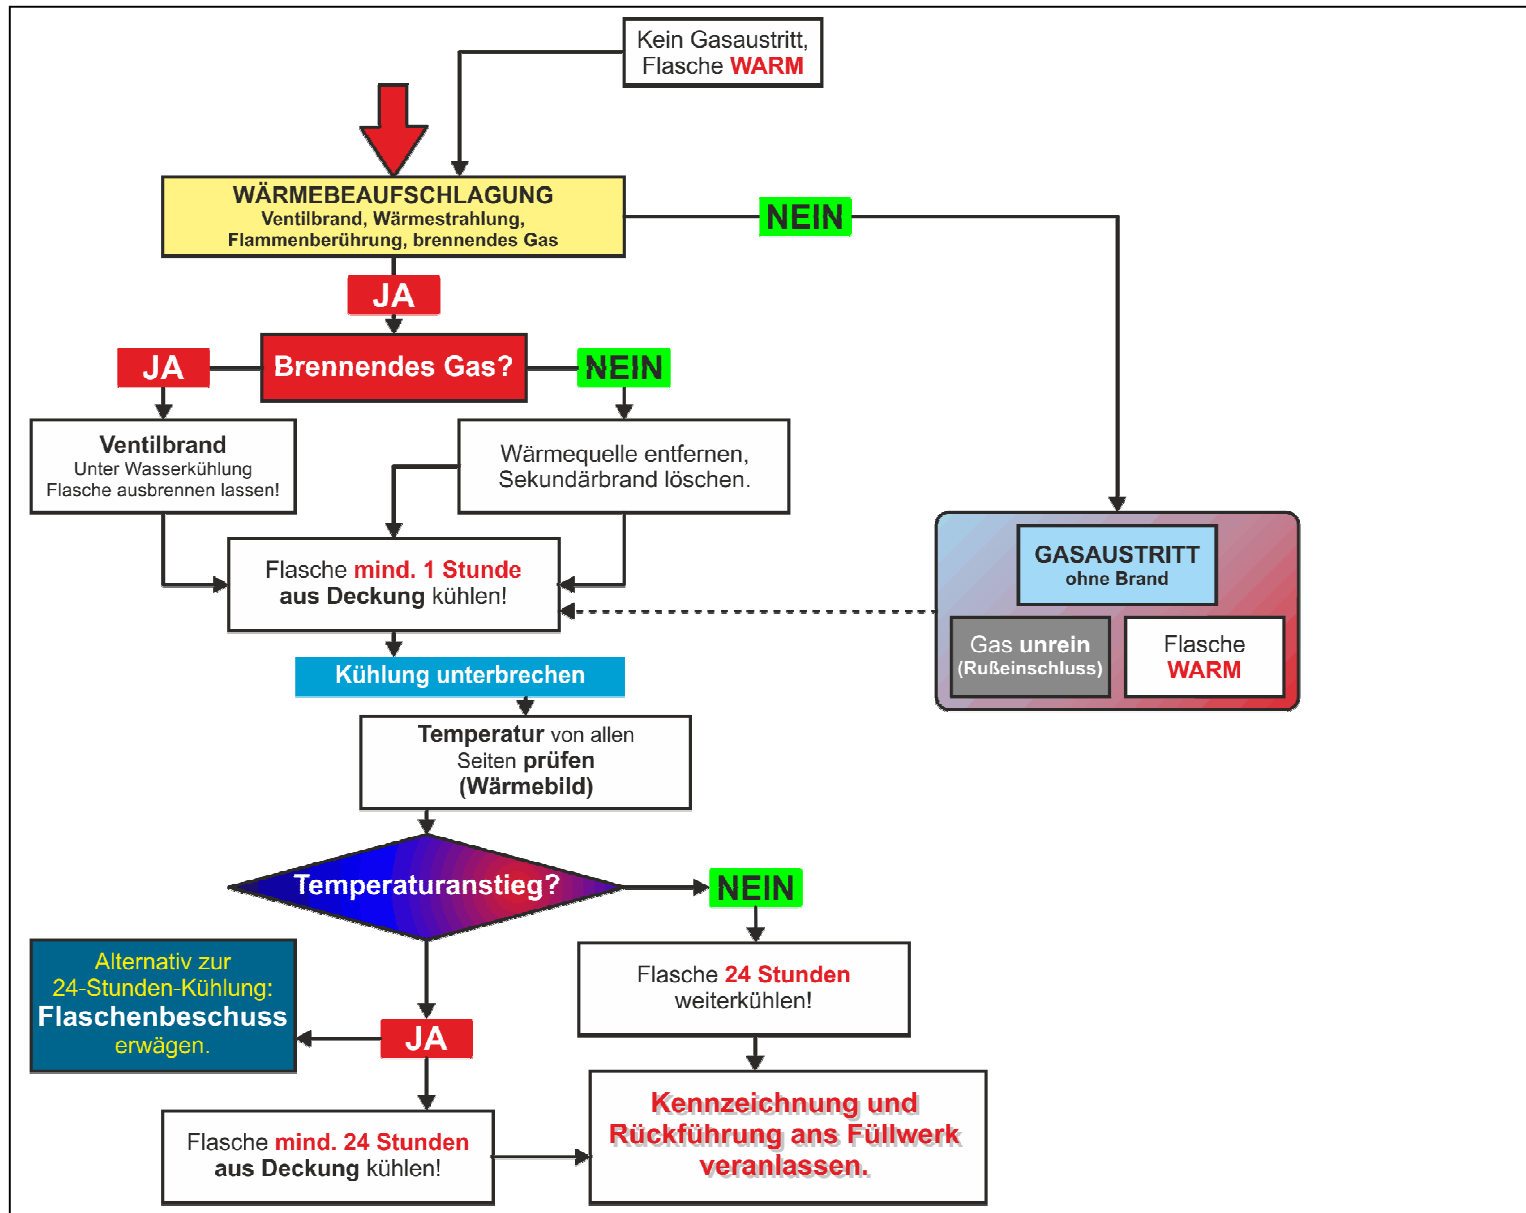 Kein Gasaustritt,
Flasche WARM
WÄRMEBEAUFSCHLAGUNG
Ventilbrand, Wärmestrahlung,
Flammenberührung, brennendes Gas
NEIN
JA
JA
Brennendes Gas?
NEIN
Ventilbrand
Unter Wasserkühlung
Flasche ausbrennen lassen!
Wärmequelle entfernen,
Sekundärbrand löschen.
Flasche mind. 1 Stunde
aus Deckung kühlen!
GASAUSTRITT
ohne Brand
Gas unrein
(Rußeinschluss)
Flasche
WARM
Kühlung unterbrechen
Temperatur von allen
Seiten prüfen
(Wärmebild)
Temperaturanstieg?
NEIN
Alternativ zur
24-Stunden-Kühlung:
Flaschenbeschuss
erwägen.
JA
Flasche 24 Stunden
weiterkühlen!
Flasche mind. 24 Stunden
aus Deckung kühlen!
Kennzeichnung und
Rückführung ans Füllwerk
veranlassen.